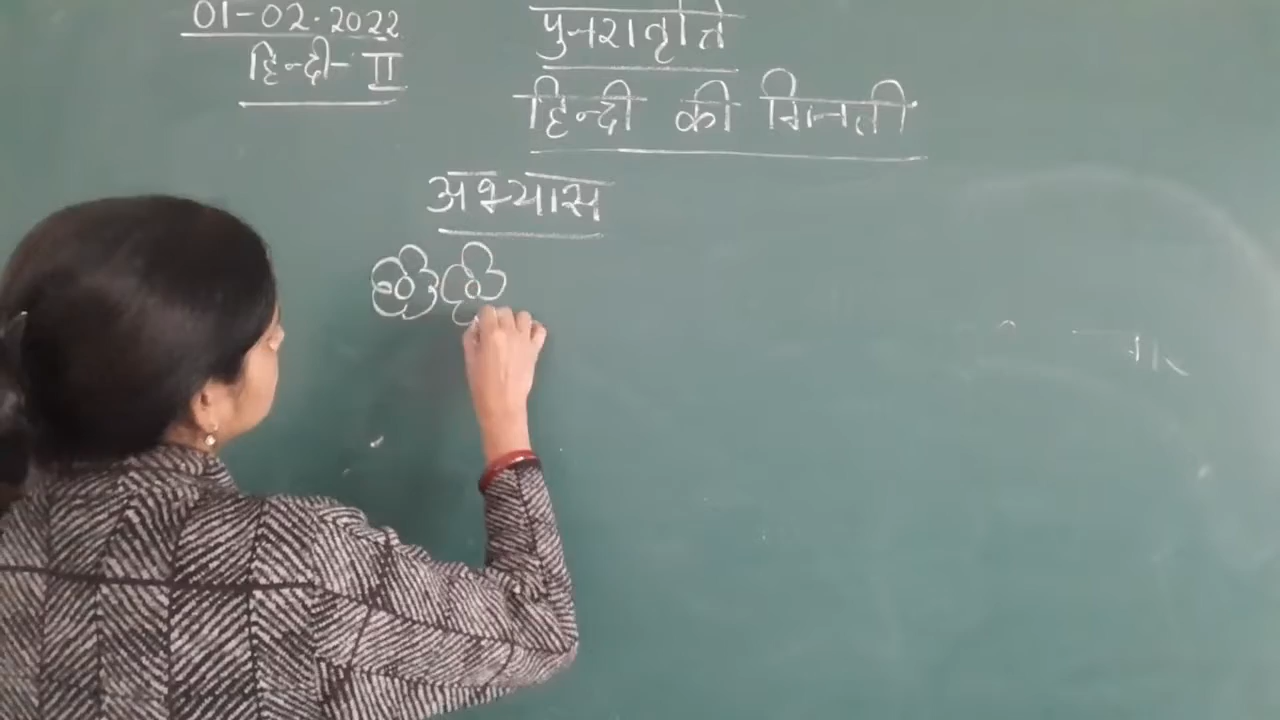 01-02-2022
हिन्दी- II
पुनरावृत्ति
हिन्दी की गिनती
अभ्यास